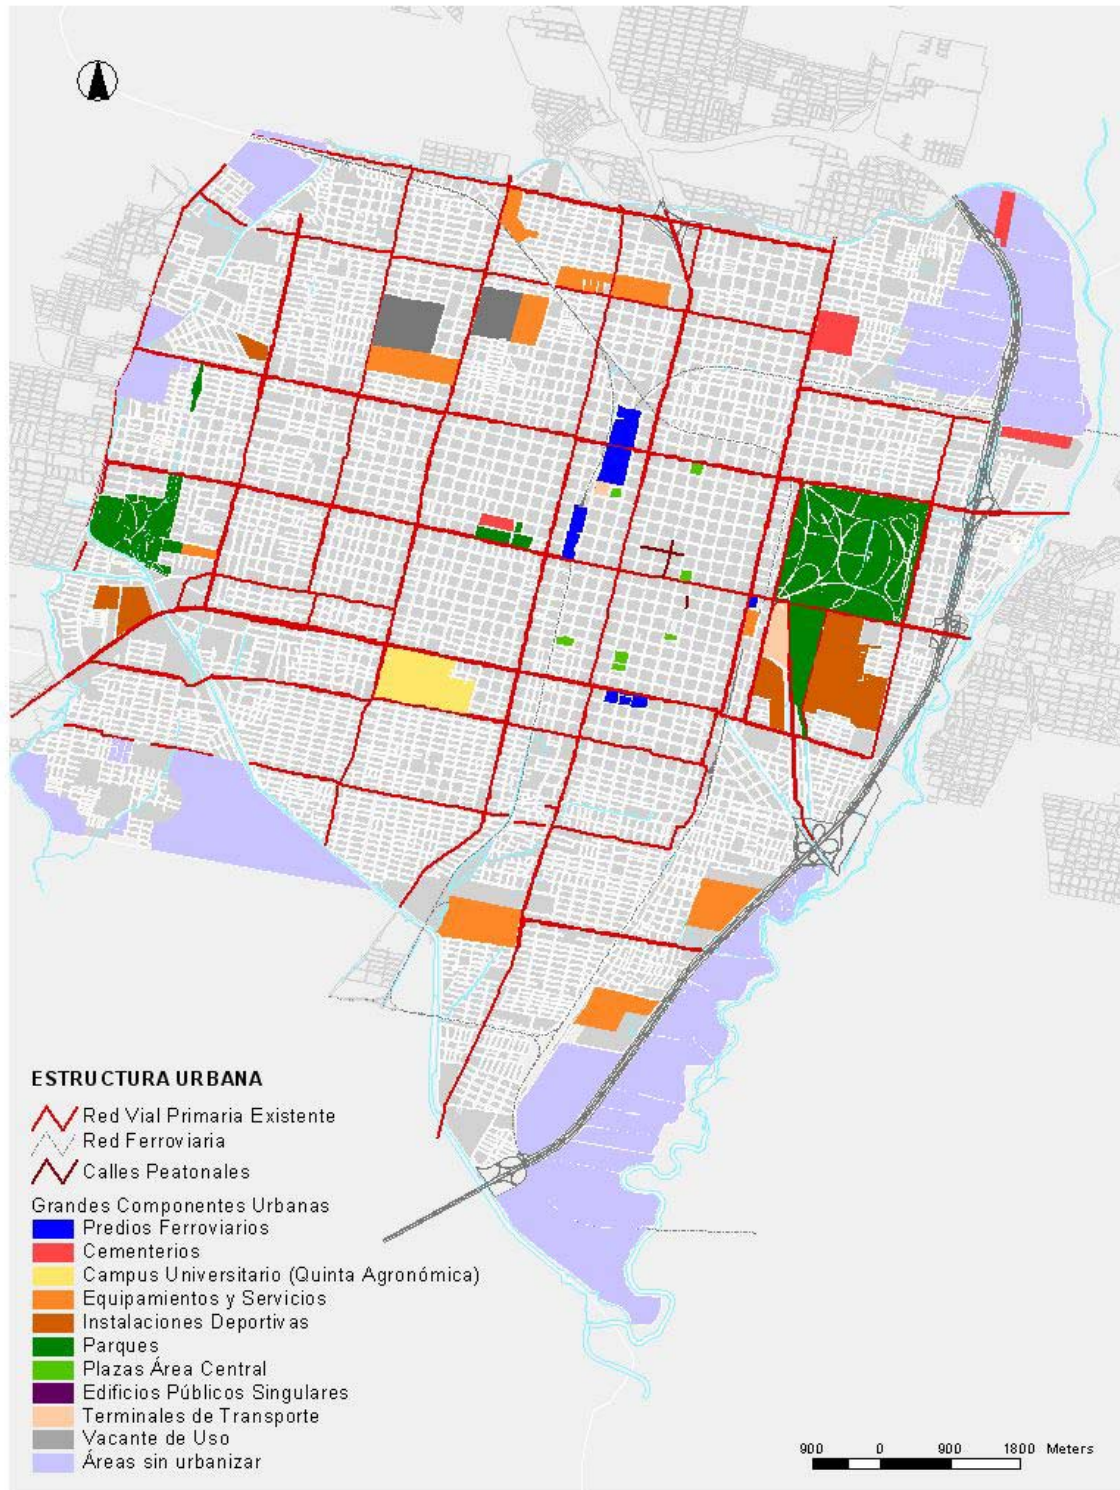 ESTRUCTURA URBANA
Red Vial Primaria Existente
Red Ferroviaria
Calles Peatonales
Grandes Componentes Urbanas
Predios Ferroviarios
Cementerios
Campus Universitario (Quinta Agronómica)
Equipamientos y Servicios
Instalaciones Deportivas
Parques
Plazas Área Central
Edificios Públicos Singulares
Terminales de Transporte
Vacante de Uso
Áreas sin urbanizar
900 0 900 1800 Meters